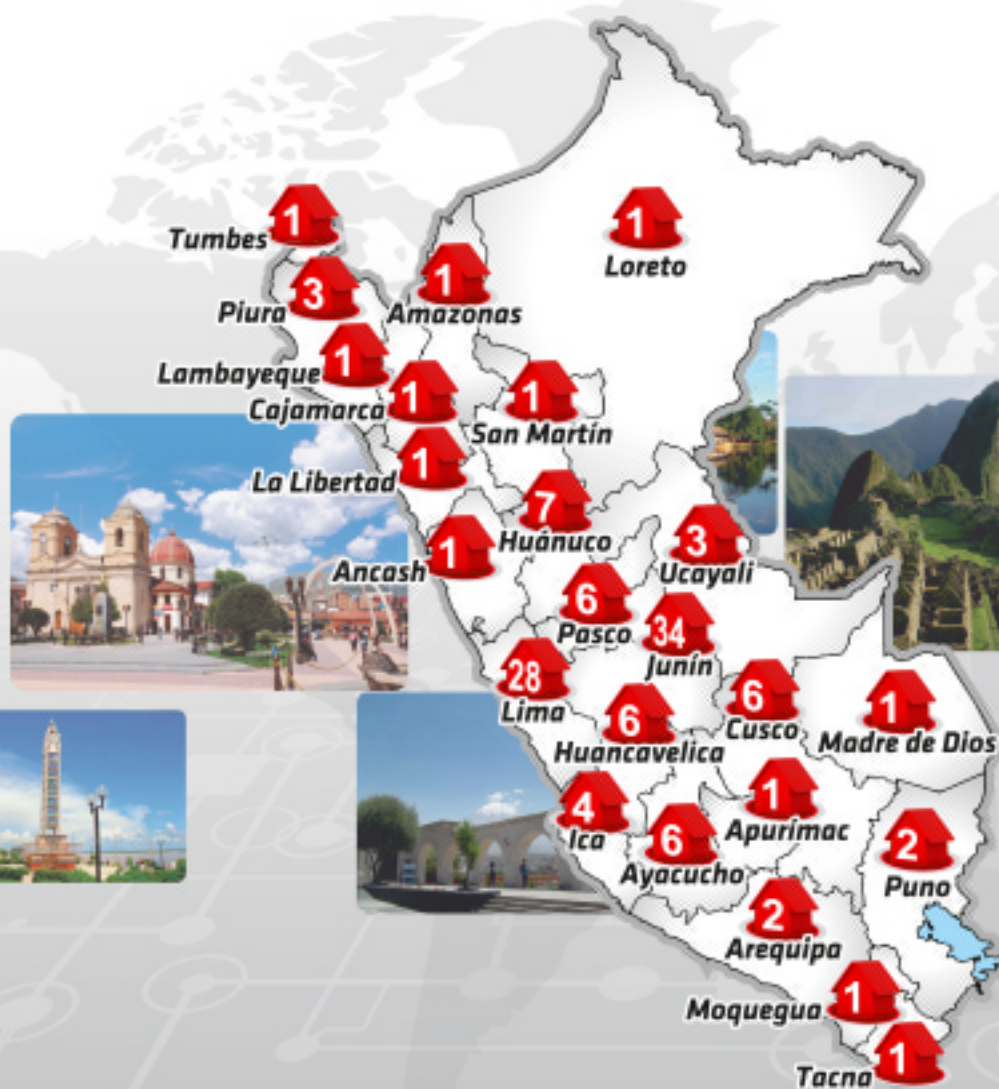 1
Tumbes
1
Loreto
3
Piura
1
Amazonas
1
Lambayeque
1
Cajamarca
1
San Martín
1
La Libertad
7
Huánuco
1
Ancash
3
Ucayali
6
Pasco
34
Junín
28
Lima
6
Huancavelica
6
Cusco
1
Madre de Dios
4
Ica
6
Ayacucho
1
Apurímac
2
Puno
2
Arequipa
1
Moquegua
1
Tacna